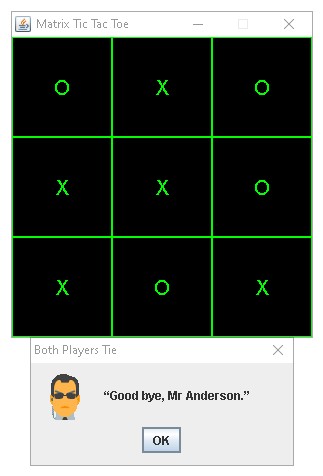 Matrix Tic Tac Toe
O X O
X X O
X O X
Both Players Tie
“Good bye, Mr Anderson.”
OK